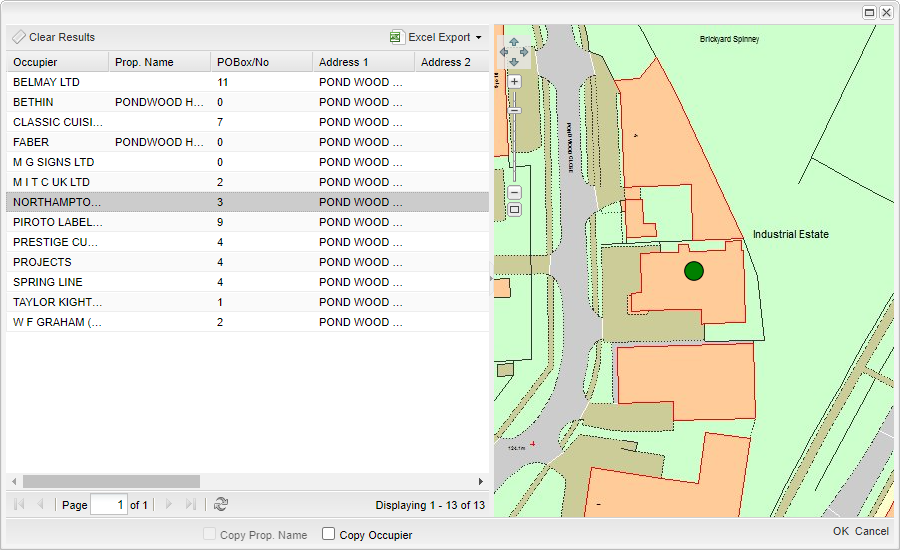 Clear Results Excel Export
Occupier Prop. Name POBox/No Address 1 Address 2
BELMAY LTD 11 POND WOOD ...
BETHIN PONDWOOD H... 0 POND WOOD ...
CLASSIC CUISI... 7 POND WOOD ...
FABER PONDWOOD H... 0 POND WOOD ...
M G SIGNS LTD 0 POND WOOD ...
M I T C UK LTD 2 POND WOOD ...
NORTHAMPTO... 3 POND WOOD ...
PIROTO LABEL... 9 POND WOOD ...
PRESTIGE CU... 4 POND WOOD ...
PROJECTS 4 POND WOOD ...
SPRING LINE 4 POND WOOD ...
TAYLOR KIGHT... 1 POND WOOD ...
W F GRAHAM (... 2 POND WOOD ...
Page 1 of 1 Displaying 1 - 13 of 13
Copy Prop. Name Copy Occupier
OK Cancel
Brickyard Spinney
POND WOOD CLOSE
4
Industrial Estate
124.1m